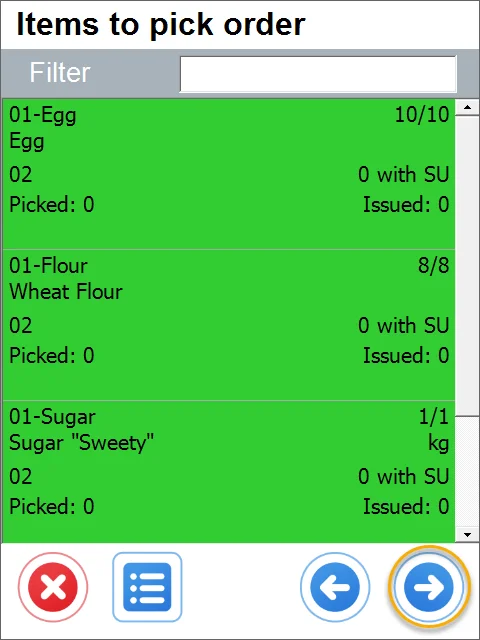 Items to pick order
Filter
01-Egg 10/10
Egg
02 0 with SU
Picked: 0 Issued: 0
01-Flour 8/8
Wheat Flour
02 0 with SU
Picked: 0 Issued: 0
01-Sugar 1/1
Sugar "Sweety" kg
02 0 with SU
Picked: 0 Issued: 0